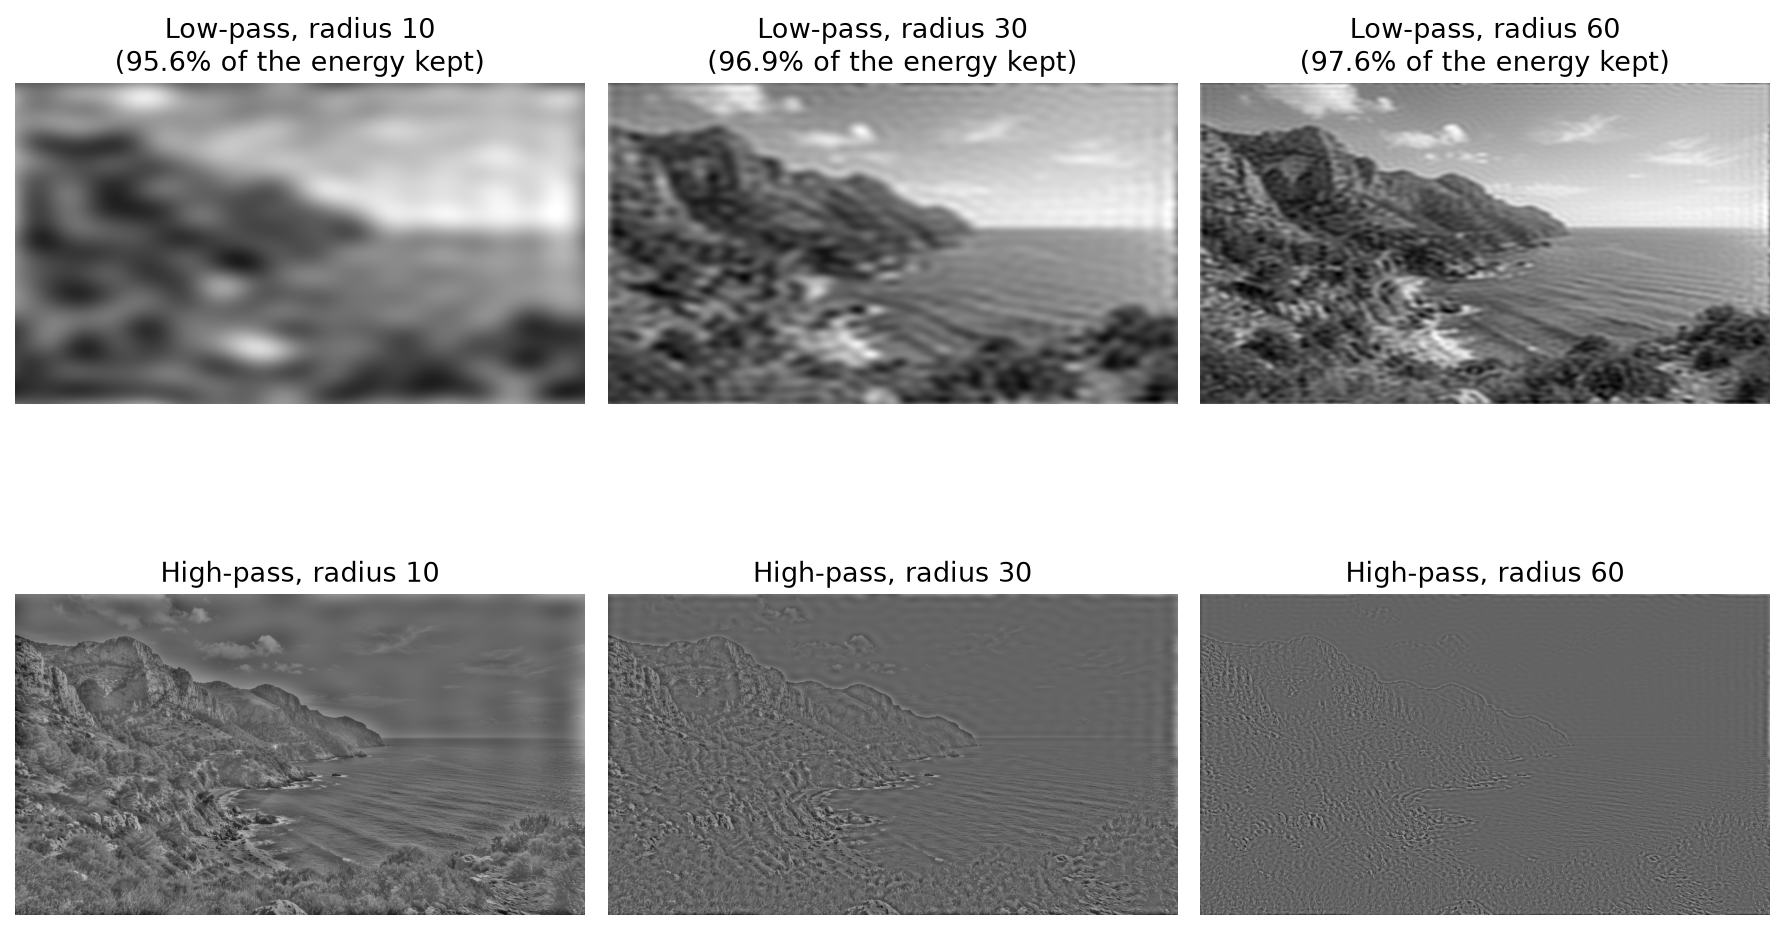 Low-pass, radius 10
(95.6% of the energy kept)
Low-pass, radius 30
(96.9% of the energy kept)
Low-pass, radius 60
(97.6% of the energy kept)
High-pass, radius 10
High-pass, radius 30
High-pass, radius 60